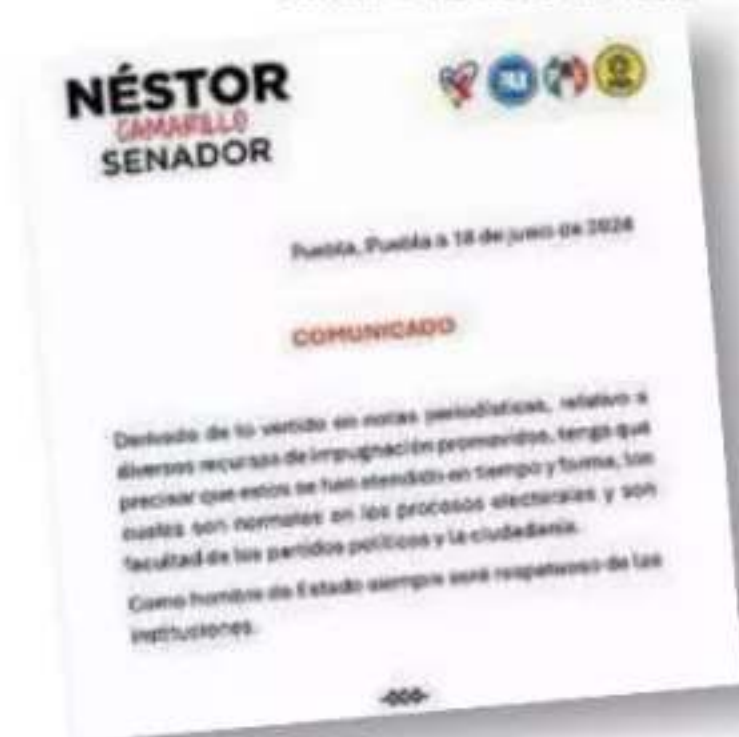 NÉSTOR
CAMARILLO
SENADOR
PAN
Puebla, Puebla a 18 de junio de 2024
COMUNICADO
Derivado de lo vertido en notas periodísticas, relativo a
diversos recursos de impugnación promovidos, tengo que
precisar que estos se han atendido en tiempo y forma, los
cuales son normales en los procesos electorales y son
facultad de los partidos políticos y la ciudadanía.
Como hombre de Estado siempre seré respetuoso de las
instituciones.
-000-